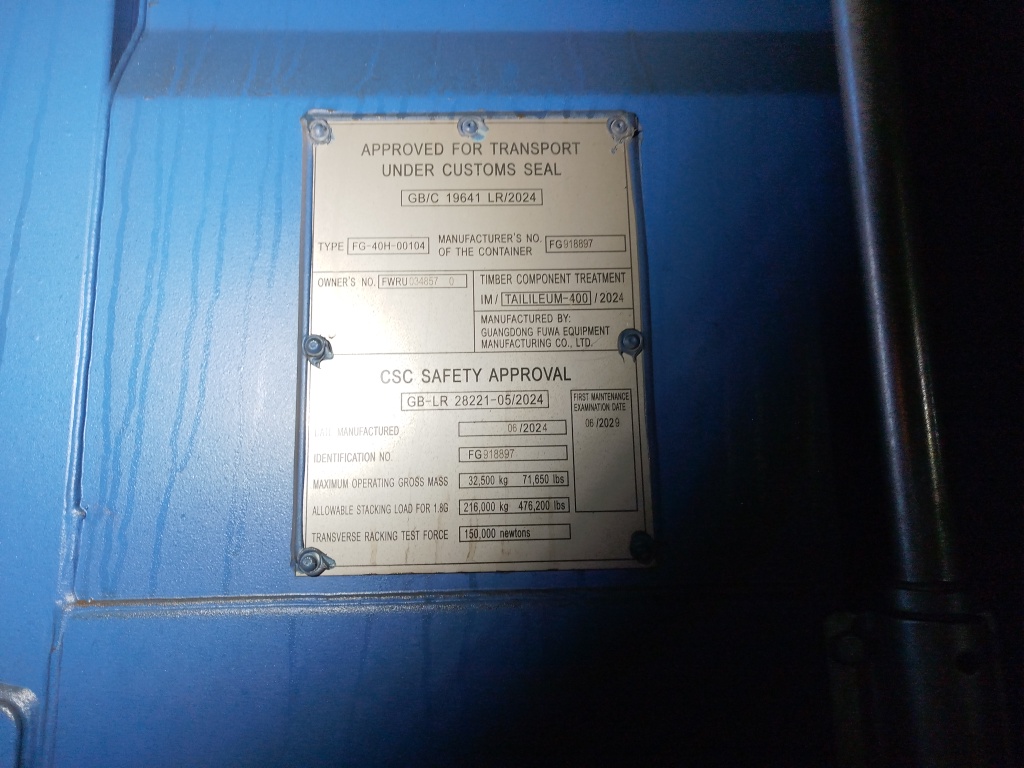 APPROVED FOR TRANSPORT
UNDER CUSTOMS SEAL
GB/C 19641 LR/2024
TYPE FG-40H-00104 MANUFACTURER'S NO. OF THE CONTAINER FG918897
OWNER'S NO. FWRU 034857 0
TIMBER COMPONENT TREATMENT
IM / TAILILEUM-400 / 2024
MANUFACTURED BY:
GUANGDONG FUWA EQUIPMENT
MANUFACTURING CO., LTD.
CSC SAFETY APPROVAL
GB-LR 28221-05/2024
FIRST MAINTENANCE
EXAMINATION DATE
06 /2029
MANUFACTURED 06 /2024
IDENTIFICATION NO. FG918897
MAXIMUM OPERATING GROSS MASS 32,500 kg 71,650 lbs
ALLOWABLE STACKING LOAD FOR 1.8G 216,000 kg 476,200 lbs
TRANSVERSE RACKING TEST FORCE 150,000 newtons